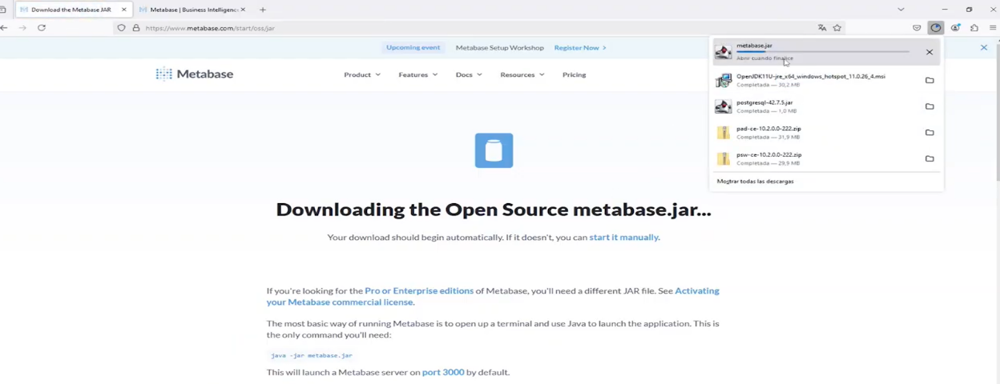 Download the Metabase JAR
Metabase | Business Intelligenc
https://www.metabase.com/start/oss/jar
Upcoming event Metabase Setup Workshop Register Now >
Metabase
Product Features Docs Resources Pricing
metabase.jar
Abrir cuando finalice
OpenJDK11U-jre_x64_windows_hotspot_11.0.26_4.msi
Completada — 30,2 MB
postgresql-42.7.5.jar
Completada — 1,0 MB
pad-ce-10.2.0.0-222.zip
Completada — 31,9 MB
psw-ce-10.2.0.0-222.zip
Completada — 29,9 MB
Mostrar todas las descargas
Downloading the Open Source metabase.jar...
Your download should begin automatically. If it doesn't, you can start it manually.
If you're looking for the Pro or Enterprise editions of Metabase, you'll need a different JAR file. See Activating
your Metabase commercial license.
The most basic way of running Metabase is to open up a terminal and use Java to launch the application. This is
the only command you'll need:
java -jar metabase.jar
This will launch a Metabase server on port 3000 by default.